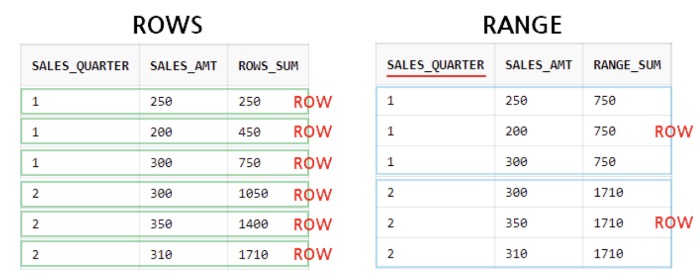 ROWS
SALES_QUARTER SALES_AMT ROWS_SUM
1 250 250 ROW
1 200 450 ROW
1 300 750 ROW
2 300 1050 ROW
2 350 1400 ROW
2 310 1710 ROW
RANGE
SALES_QUARTER SALES_AMT RANGE_SUM
1 250 750
1 200 750 ROW
1 300 750
2 300 1710
2 350 1710 ROW
2 310 1710